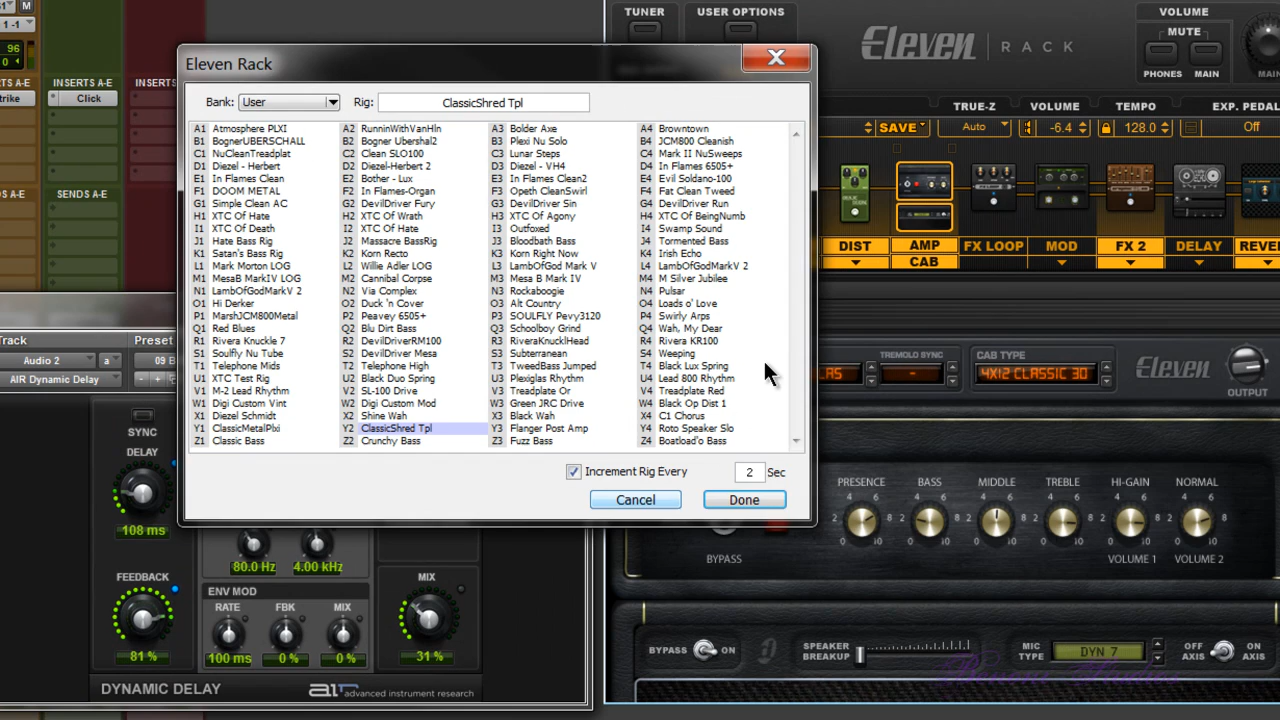 TUNER
USER OPTIONS
VOLUME
MUTE
PHONES
MAIN
MAIN
Eleven | RACK
TRUE-Z
VOLUME
TEMPO
EXP. PEDAL
SAVE
Auto
-6.4
128.0
Off
DIST
AMP
CAB
FX LOOP
MOD
FX 2
DELAY
TREMOLO SYNC
-
CAB TYPE
4X12 CLASSIC 30
Eleven
OUTPUT
PRESENCE
BASS
MIDDLE
TREBLE
HI-GAIN
NORMAL
VOLUME 1
VOLUME 2
BYPASS
BYPASS
ON
SPEAKER
BREAKUP
MIC
TYPE
DYN 7
OFF
AXIS
ON
AXIS
M
-1
96
0
INSERTS A-E
INSERTS A-E
Click
SENDS A-E
Eleven Rack
Bank:
User
Rig:
ClassicShred Tpl
A1 Atmosphere PLXI
A2 RunninWithVanHln
A3 Bolder Axe
A4 Browntown
B1 BognerUBERSCHALL
B2 Bogner Ubershal2
B3 Plexi Nu Solo
B4 JCM800 Cleanish
C1 NuCleanTreadplat
C2 Clean SLO100
C3 Lunar Steps
C4 Mark II NuSweeps
D1 Diezel - Herbert
D2 Diezel-Herbert 2
D3 Diezel - VH4
D4 In Flames 6505+
E1 In Flames Clean
E2 Bother - Lux
E3 In Flames Clean2
E4 Evil Soldano-100
F1 DOOM METAL
F2 In Flames-Organ
F3 Opeth CleanSwirl
F4 Fat Clean Tweed
G1 Simple Clean AC
G2 DevilDriver Fury
G3 DevilDriver Sin
G4 DevilDriver Run
H1 XTC Of Hate
H2 XTC Of Wrath
H3 XTC Of Agony
H4 XTC Of BeingNumb
I1 XTC Of Death
I2 XTC Of Hate
I3 Outfoxed
I4 Swamp Sound
J1 Hate Bass Rig
J2 Massacre BassRig
J3 Bloodbath Bass
J4 Tormented Bass
K1 Satan's Bass Rig
K2 Korn Recto
K3 Korn Right Now
K4 Irish Echo
L1 Mark Morton LOG
L2 Willie Adler LOG
L3 LambOfGod Mark V
L4 LambOfGodMarkV 2
M1 MesaB MarkIV LOG
M2 Cannibal Corpse
M3 Mesa B Mark IV
M4 M Silver Jubilee
N1 LambOfGodMarkV 2
N2 Via Complex
N3 Rockaboogie
N4 Pulsar
O1 Hi Derker
O2 Duck 'n Cover
O3 Alt Country
O4 Loads o' Love
P1 MarshJCM800Metal
P2 Peavey 6505+
P3 SOULFLY Pevy3120
P4 Swirly Arps
Q1 Red Blues
Q2 Blu Dirt Bass
Q3 Schoolboy Grind
Q4 Wah, My Dear
R1 Rivera Knuckle 7
R2 DevilDriverRM100
R3 RiveraKnucklHead
R4 Rivera KR100
S1 Soulfly Nu Tube
S2 DevilDriver Mesa
S3 Subterranean
S4 Weeping
T1 Telephone Mids
T2 Telephone High
T3 TweedBass Jumped
T4 Black Lux Spring
U1 XTC Test Rig
U2 Black Duo Spring
U3 Plexiglas Rhythm
U4 Lead 800 Rhythm
V1 M-2 Lead Rhythm
V2 SL-100 Drive
V3 Treadplate Or
V4 Treadplate Red
W1 Digi Custom Vint
W2 Digi Custom Mod
W3 Green JRC Drive
W4 Black Op Dist 1
X1 Diezel Schmidt
X2 Shine Wah
X3 Black Wah
X4 C1 Chorus
Y1 ClassicMetalPlxi
Y2 ClassicShred Tpl
Y3 Flanger Post Amp
Y4 Roto Speaker Slo
Z1 Classic Bass
Z2 Crunchy Bass
Z3 Fuzz Bass
Z4 Boatload'o Bass
Increment Rig Every
2 Sec
Cancel
Done
Track
Preset
Audio 2
a
AIR Dynamic Delay
- +
SYNC
DELAY
108 ms
FEEDBACK
81 %
80.0 Hz
4.00 kHz
ENV MOD
RATE
FBK
MIX
100 ms
0 %
0 %
MIX
31 %
DYNAMIC DELAY
air advanced instrument research